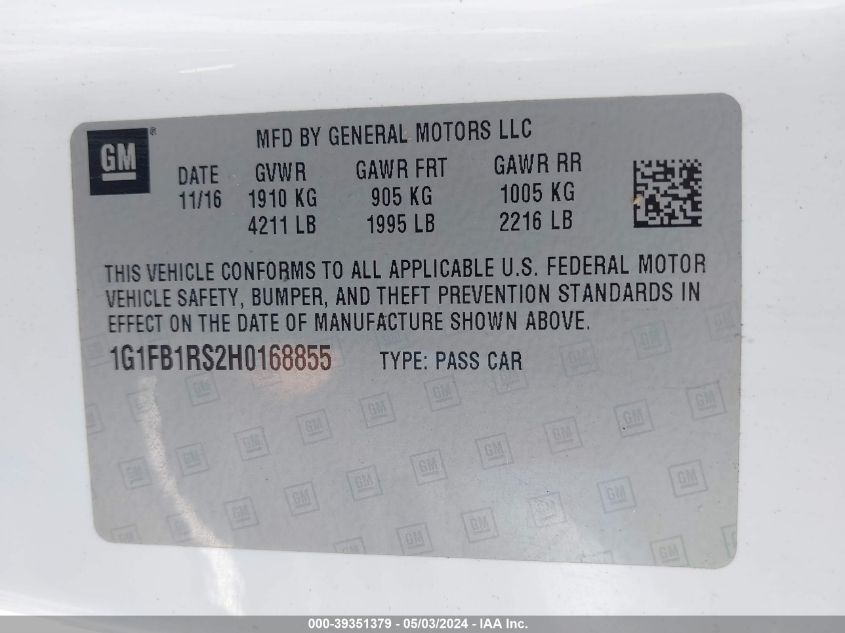 GM®
MFD BY GENERAL MOTORS LLC
DATE GVWR GAWR FRT GAWR RR
11/16 1910 KG 905 KG 1005 KG
4211 LB 1995 LB 2216 LB
THIS VEHICLE CONFORMS TO ALL APPLICABLE U.S. FEDERAL MOTOR
VEHICLE SAFETY, BUMPER, AND THEFT PREVENTION STANDARDS IN
EFFECT ON THE DATE OF MANUFACTURE SHOWN ABOVE.
1G1FB1RS2H0168855 TYPE: PASS CAR
000-39351379 - 05/03/2024 - IAA Inc.